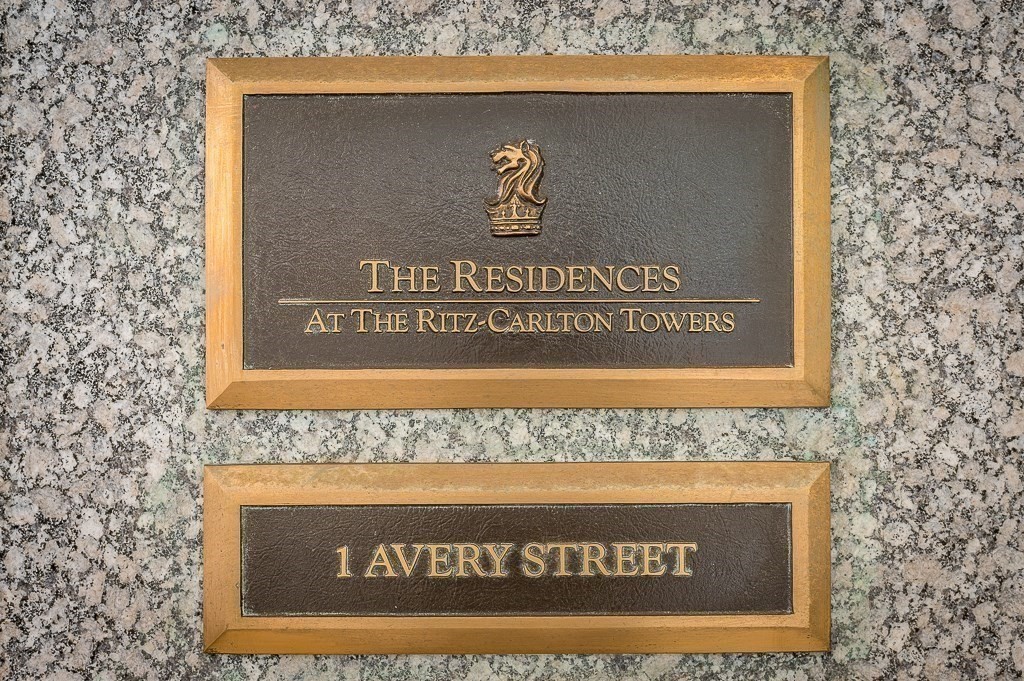 The Residences
At The Ritz-Carlton Towers
1 AVERY STREET